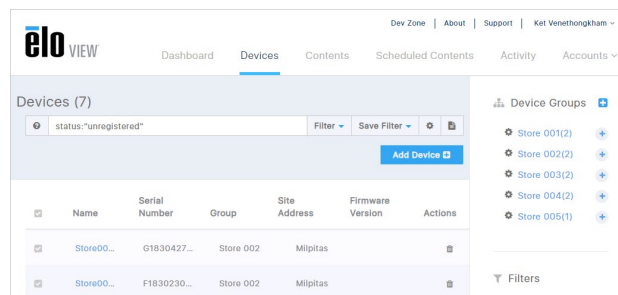 Dev Zone | About | Support | Ket Venethongkham
elo VIEW
Dashboard Devices Contents Scheduled Contents Activity Accounts
Devices (7)
status:"unregistered" Filter Save Filter
Add Device
Name Serial Number Group Site Address Firmware Version Actions
Store00... G1830427... Store 002 Milpitas
Store00... F1830230... Store 002 Milpitas
Device Groups
Store 001(2)
Store 002(2)
Store 003(2)
Store 004(2)
Store 005(1)
Filters